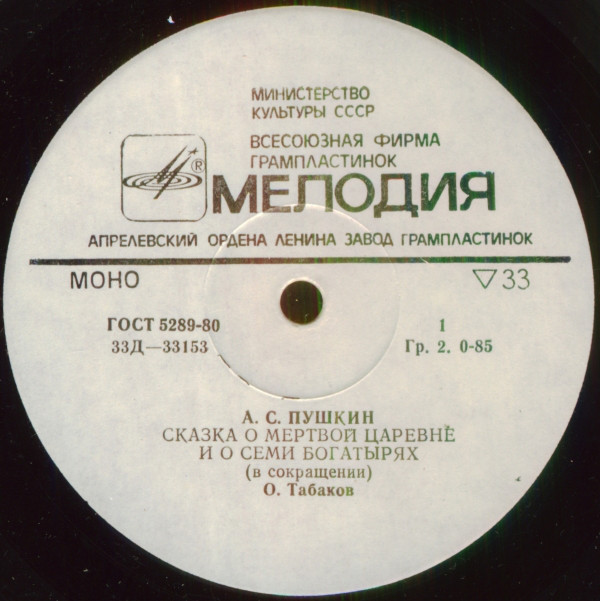 МИНИСТЕРСТВО
КУЛЬТУРЫ СССР
ВСЕСОЮЗНАЯ ФИРМА
ГРАМПЛАСТИНОК
® МЕЛОДИЯ
АПРЕЛЕВСКИЙ ОРДЕНА ЛЕНИНА ЗАВОД ГРАМПЛАСТИНОК
МОНО ▽33
ГОСТ 5289-80 1
33Д—33153 Гр. 2. 0-85
А. С. ПУШКИН
СКАЗКА О МЕРТВОЙ ЦАРЕВНЕ
И О СЕМИ БОГАТЫРЯХ
(в сокращении)
О. Табаков